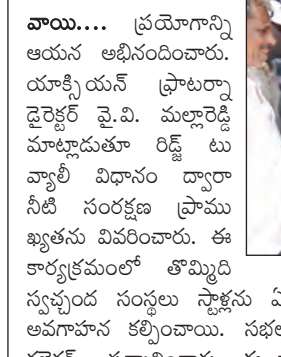 వాయి.... ప్రయోగాన్ని
ఆయన అభినందించారు.
యాక్సియన్ ఫ్రాటర్నా
డైరెక్టర్ వై.వి. మల్లారెడ్డి
మాట్లాడుతూ రిడ్జ్ టు
వ్యాలీ విధానం ద్వారా
నీటి సంరక్షణ ప్రాము
ఖ్యతను వివరించారు. ఈ
కార్యక్రమంలో తొమ్మిది
స్వచ్ఛంద సంస్థలు స్టాళ్లను
అవగాహన కల్పించాయి.